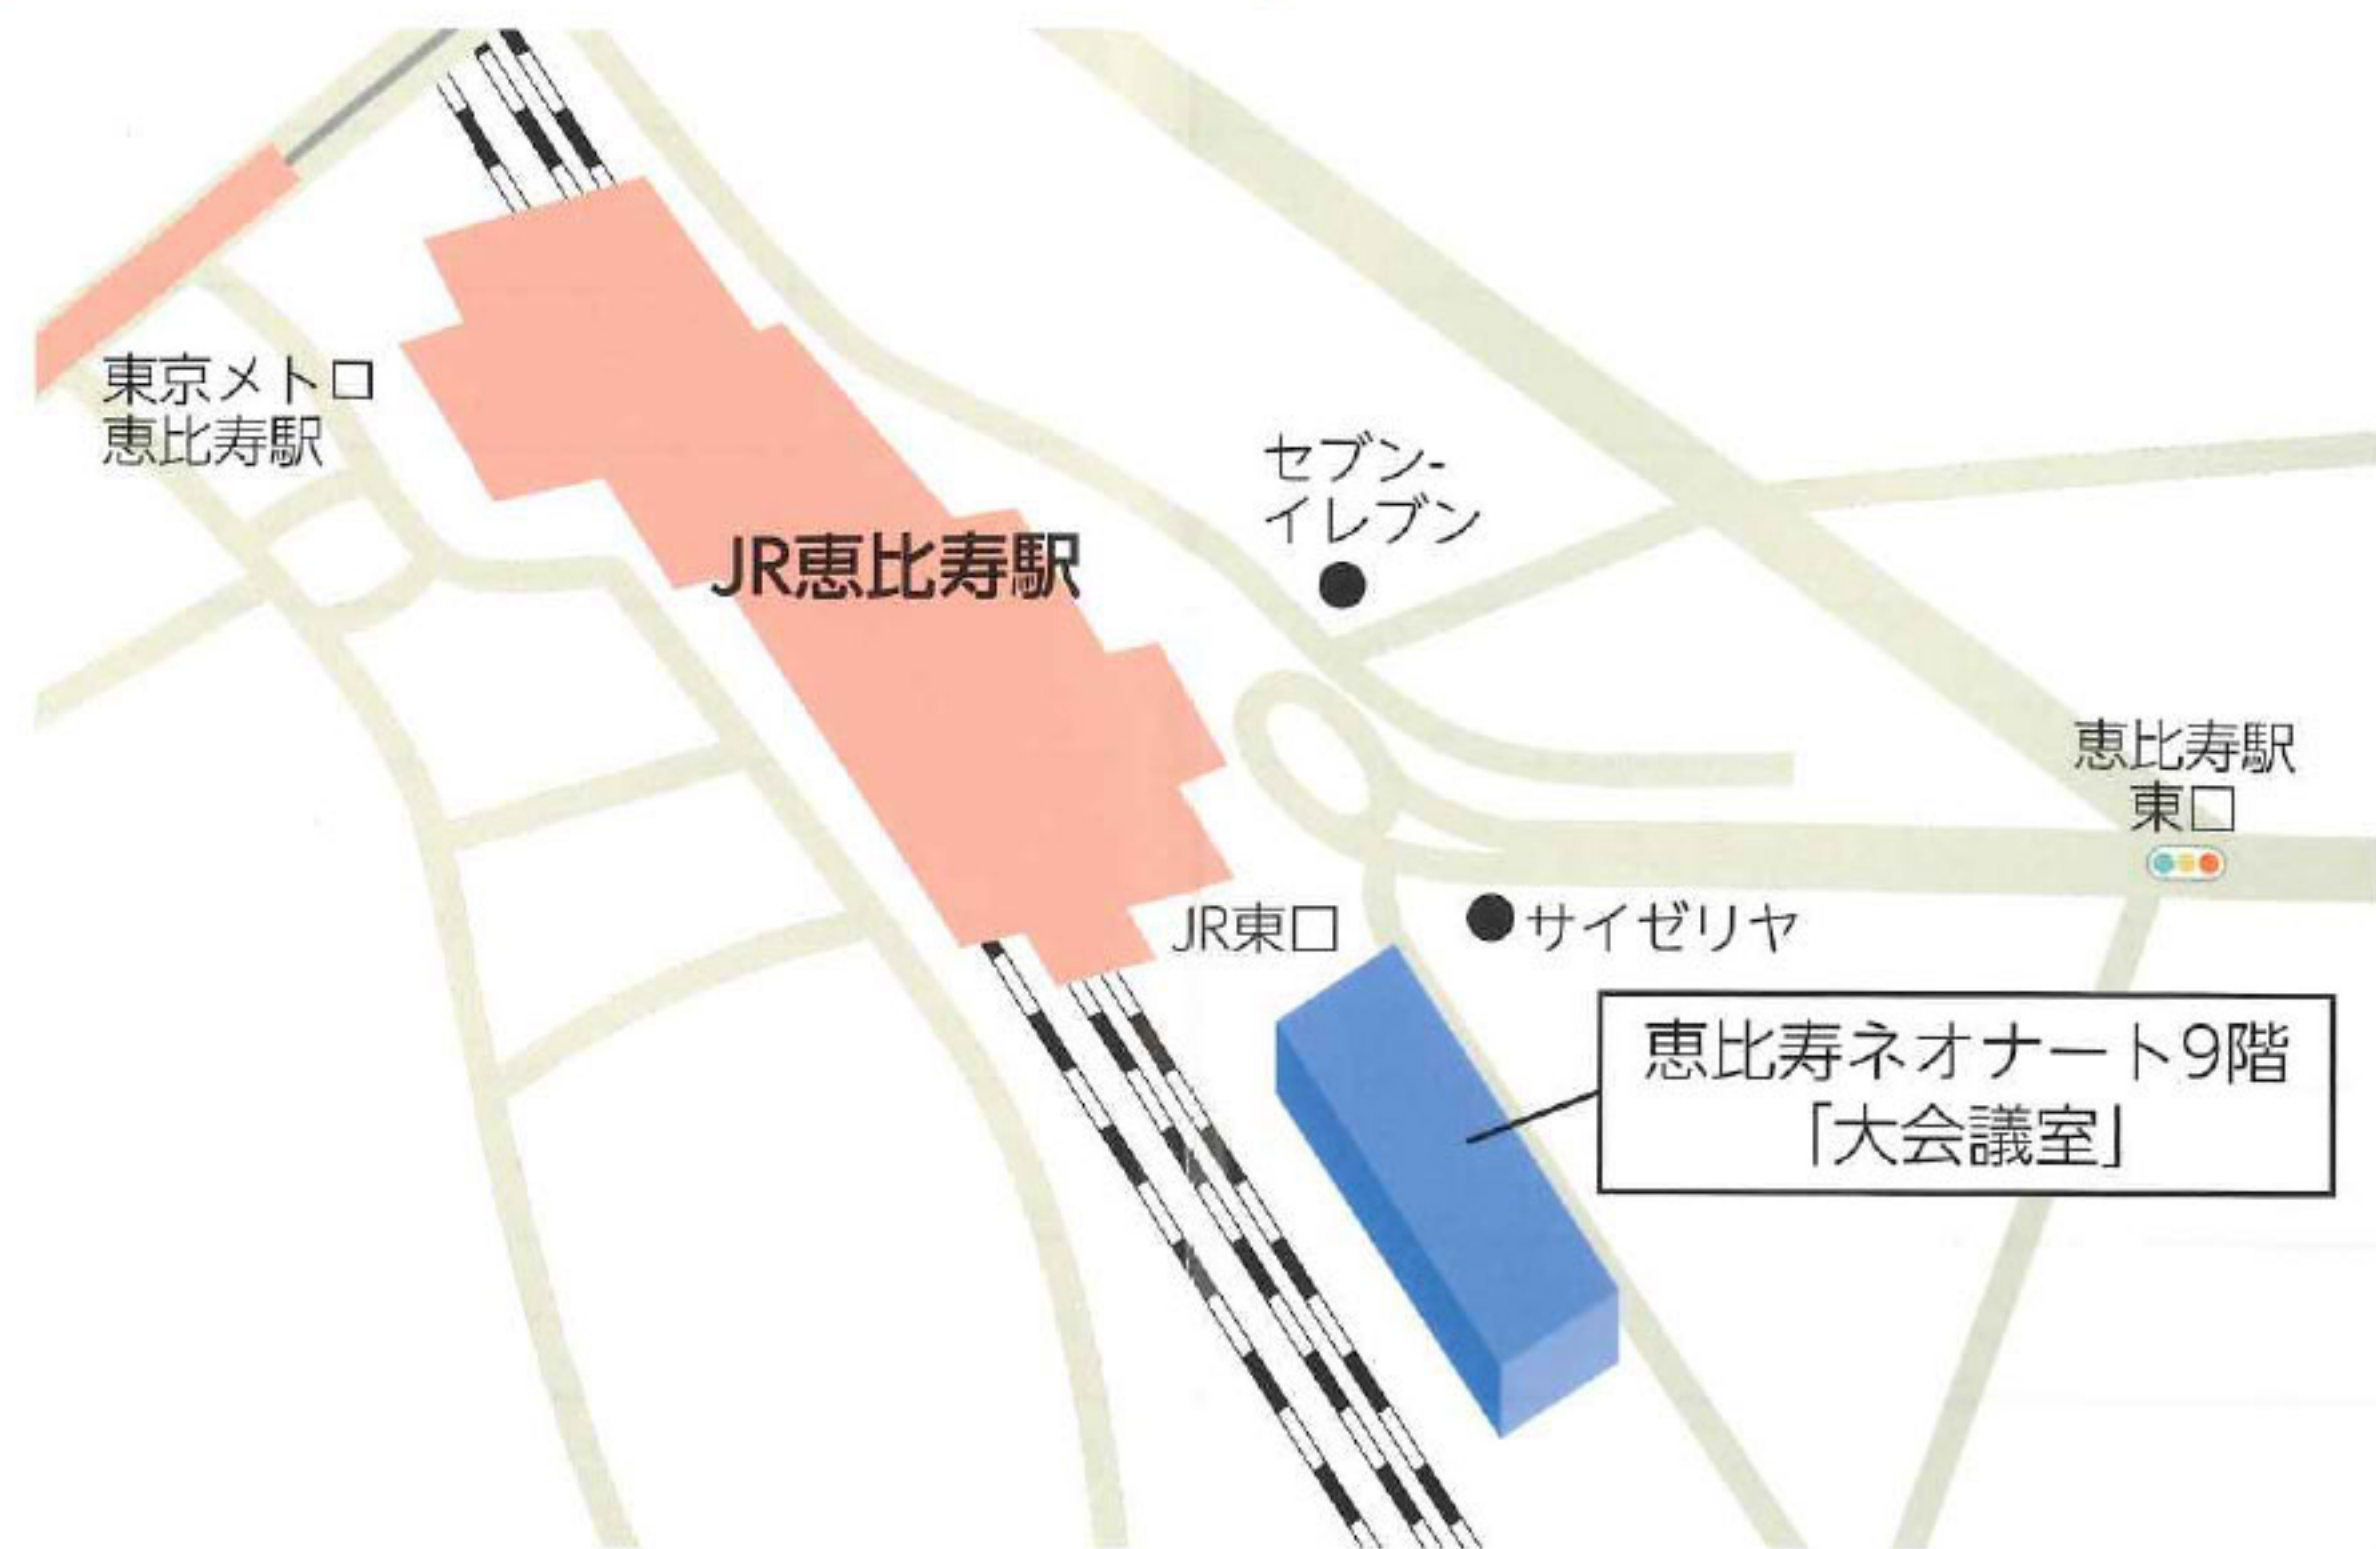 東京メトロ
恵比寿駅
JR恵比寿駅
セブン-
イレブン
恵比寿駅
東口
JR東口
サイゼリヤ
恵比寿ネオナート9階
「大会議室」